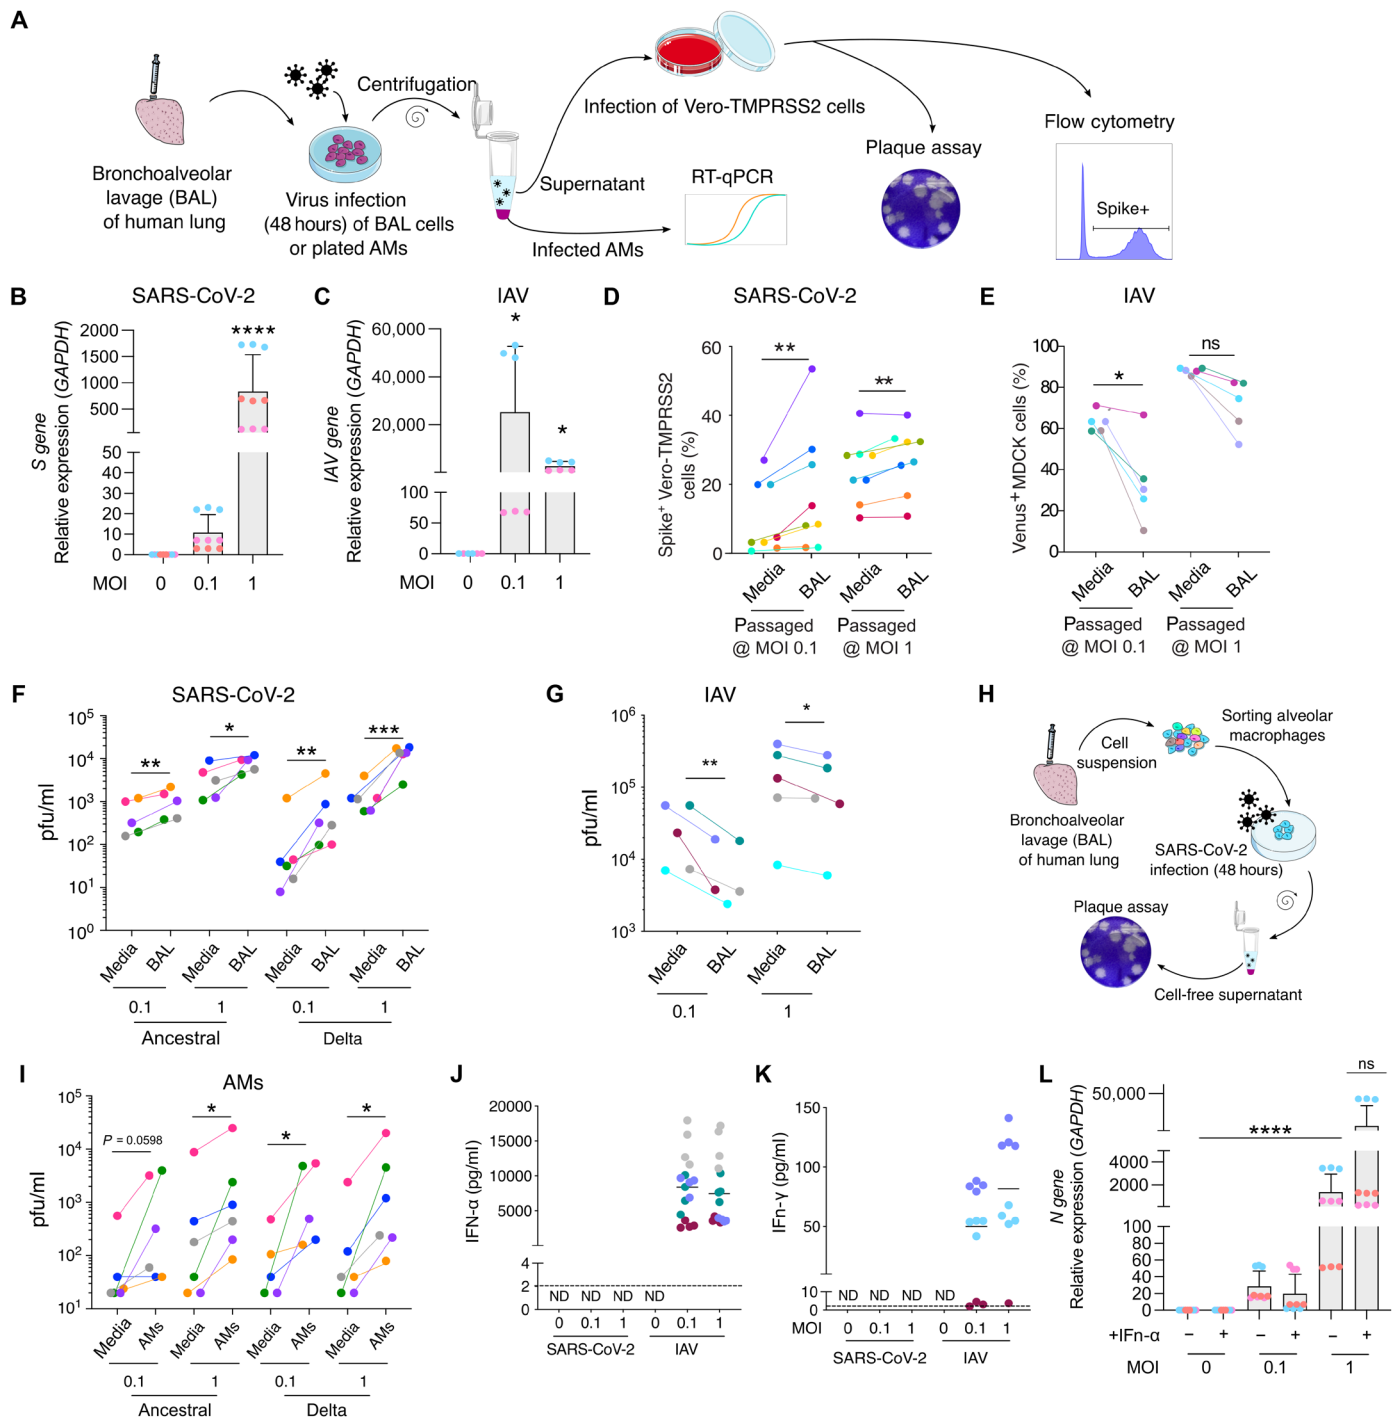 A
Bronchoalveolar
lavage (BAL)
of human lung
Virus infection
(48 hours) of BAL cells
or plated AMs
Centrifugation
Supernatant
Infected AMs
Infection of Vero-TMPRSS2 cells
RT-qPCR
Plaque assay
Flow cytometry
Spike+
B
SARS-CoV-2
S gene
Relative expression (GAPDH)
2000
1500
1000
500
50
40
30
20
10
0
****
MOI 0 0.1 1
C
IAV
IAV gene
Relative expression (GAPDH)
60,000
40,000
20,000
100
50
0
*
*
MOI 0 0.1 1
D
SARS-CoV-2
Spike+ Vero-TMPRSS2
cells (%)
60
40
20
0
**
**
Media BAL Media BAL
Passaged
@ MOI 0.1
Passaged
@ MOI 1
E
IAV
Venus+ MDCK cells (%)
100
80
60
40
20
0
*
ns
Media BAL Media BAL
Passaged
@ MOI 0.1
Passaged
@ MOI 1
F
SARS-CoV-2
pfu/ml
10^5
10^4
10^3
10^2
10^1
10^0
**
*
**
***
Media BAL Media BAL Media BAL Media BAL
0.1 1 0.1 1
Ancestral Delta
G
IAV
pfu/ml
10^6
10^5
10^4
10^3
**
*
Media BAL Media BAL
0.1 1
H
Bronchoalveolar
lavage (BAL)
of human lung
Cell
suspension
Sorting alveolar
macrophages
SARS-CoV-2
infection (48 hours)
Plaque assay
Cell-free supernatant
I
AMs
pfu/ml
10^5
10^4
10^3
10^2
10^1
P = 0.0598
*
*
*
Media AMs Media AMs Media AMs Media AMs
0.1 1 0.1 1
Ancestral Delta
J
IFN-α (pg/ml)
20000
15000
10000
5000
4
2
0
ND ND ND ND
0 0.1 1 0 0.1 1
SARS-CoV-2 IAV
K
IFn-γ (pg/ml)
150
100
50
10
0
ND ND ND ND
MOI 0 0.1 1 0 0.1 1
SARS-CoV-2 IAV
L
N gene
Relative expression (GAPDH)
50,000
4000
2000
100
80
60
40
20
0
****
ns
+IFn-α − + − + − +
MOI 0 0.1 1